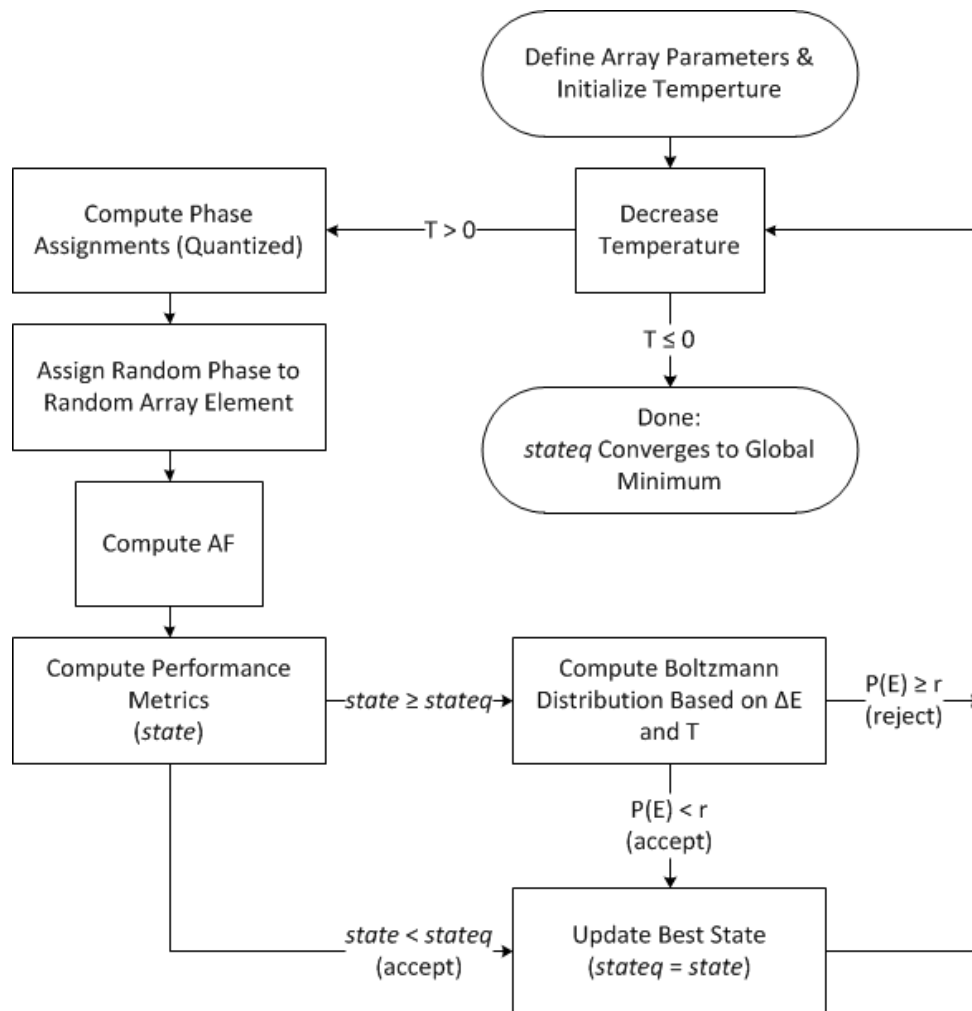 Define Array Parameters &
Initialize Temperture
Compute Phase
Assignments (Quantized)
T > 0
Decrease
Temperature
T ≤ 0
Assign Random Phase to
Random Array Element
Done:
stateq Converges to Global
Minimum
Compute AF
Compute Performance
Metrics
(state)
state ≥ stateq
Compute Boltzmann
Distribution Based on ΔE
and T
P(E) ≥ r
(reject)
P(E) < r
(accept)
state < stateq
(accept)
Update Best State
(stateq = state)